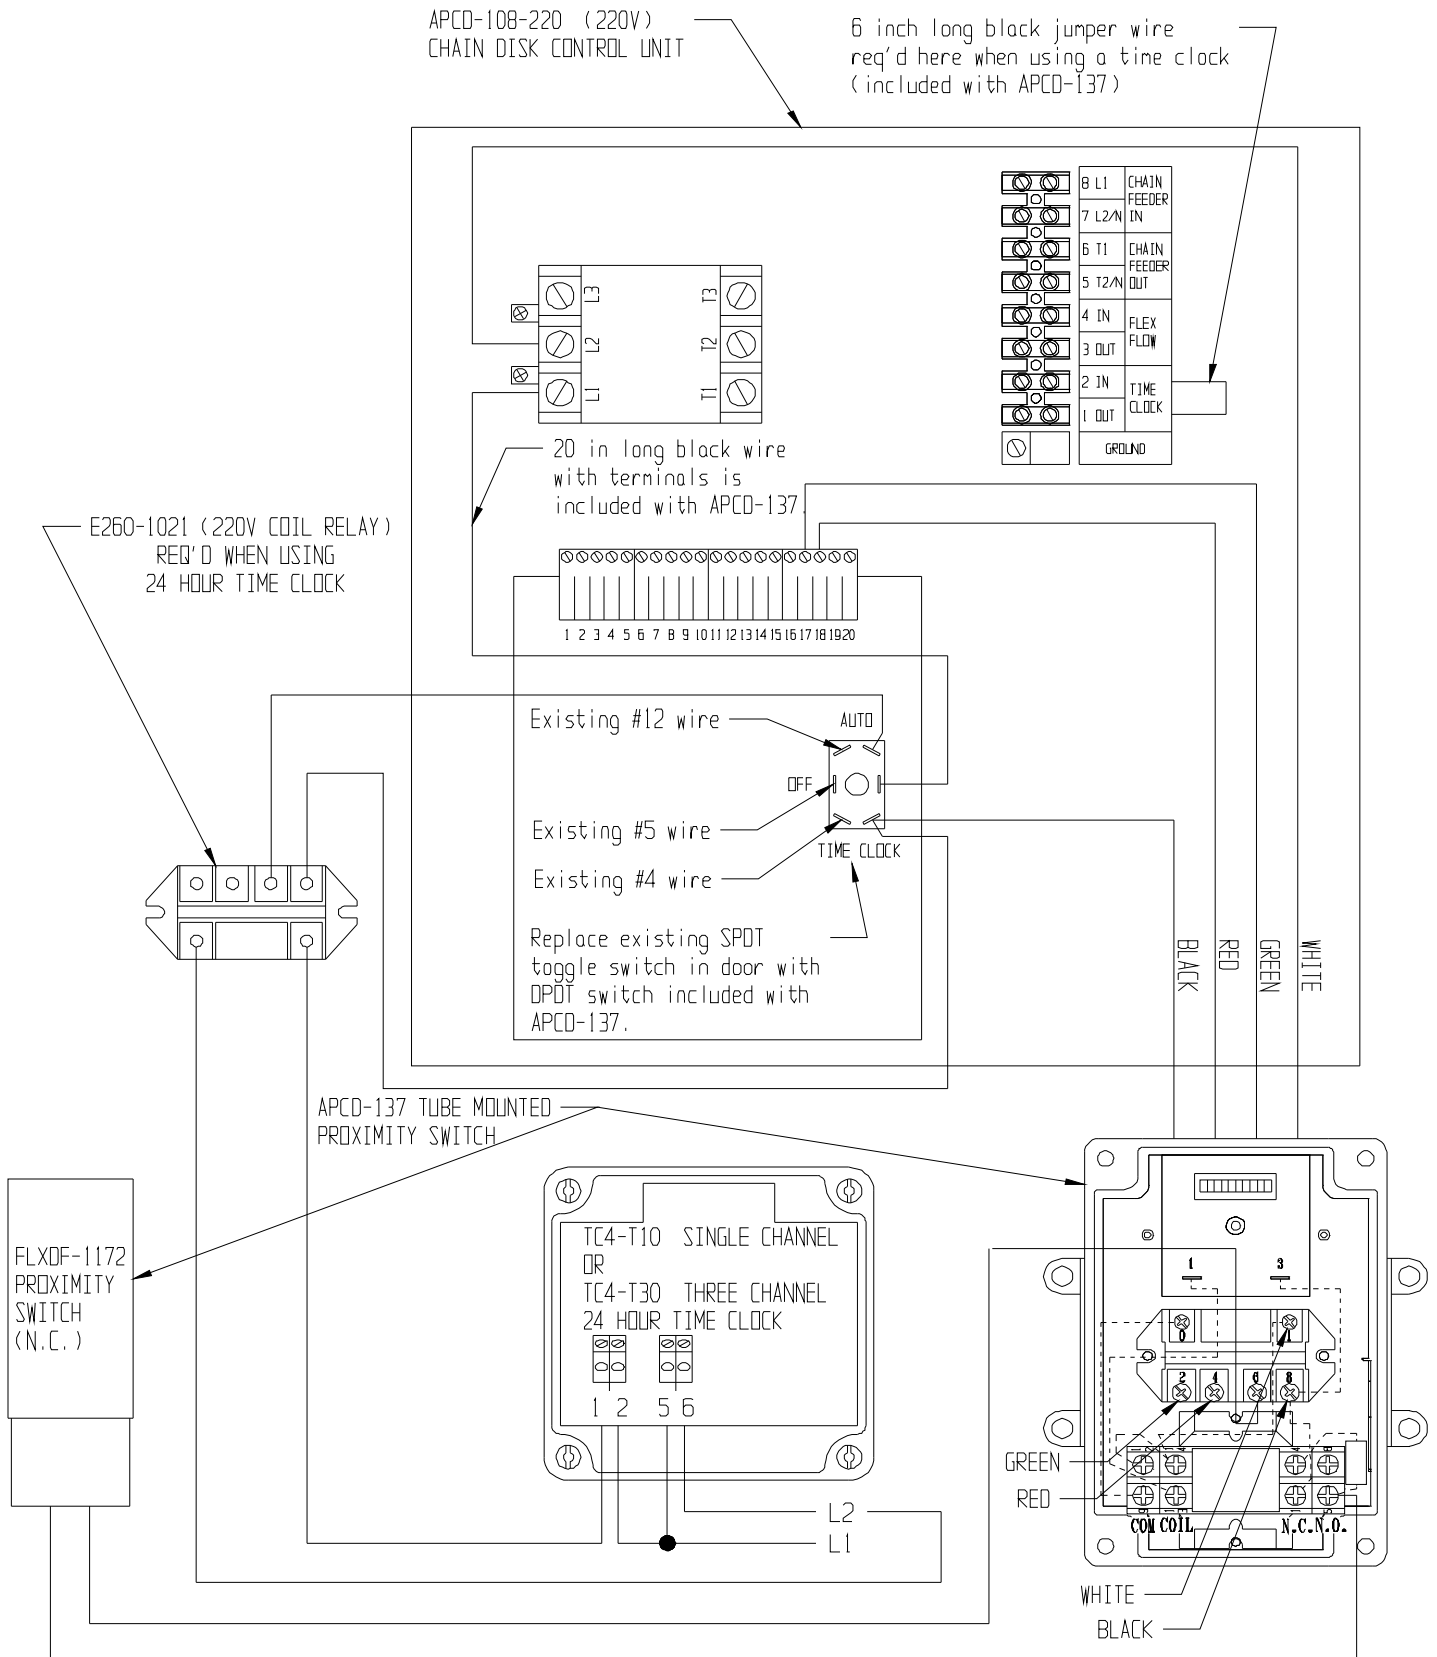 APCD-108-220 (220V)
CHAIN DISK CONTROL UNIT
6 inch long black jumper wire
req'd here when using a time clock
(included with APCD-137)
8 L1
CHAIN
FEEDER
7 L2/N
IN
6 T1
CHAIN
FEEDER
5 T2/N
OUT
4 IN
FLEX
FLOW
3 OUT
2 IN
TIME
CLOCK
1 OUT
GROUND
L3
T3
L2
T2
L1
T1
20 in long black wire
with terminals is
included with APCD-137.
E260-1021 (220V COIL RELAY)
REQ'D WHEN USING
24 HOUR TIME CLOCK
1 2 3 4 5 6 7 8 9 10 11 12 13 14 15 16 17 18 19 20
Existing #12 wire
AUTO
OFF
Existing #5 wire
TIME CLOCK
Existing #4 wire
Replace existing SPDT
toggle switch in door with
DPDT switch included with
APCD-137.
BLACK
RED
GREEN
WHITE
APCD-137 TUBE MOUNTED
PROXIMITY SWITCH
FLXDF-1172
PROXIMITY
SWITCH
(N.C.)
TC4-T10 SINGLE CHANNEL
OR
TC4-T30 THREE CHANNEL
24 HOUR TIME CLOCK
1 2 5 6
L2
L1
1 3
0 1
2 4 6 8
GREEN
RED
COM COIL N.C. N.O.
WHITE
BLACK